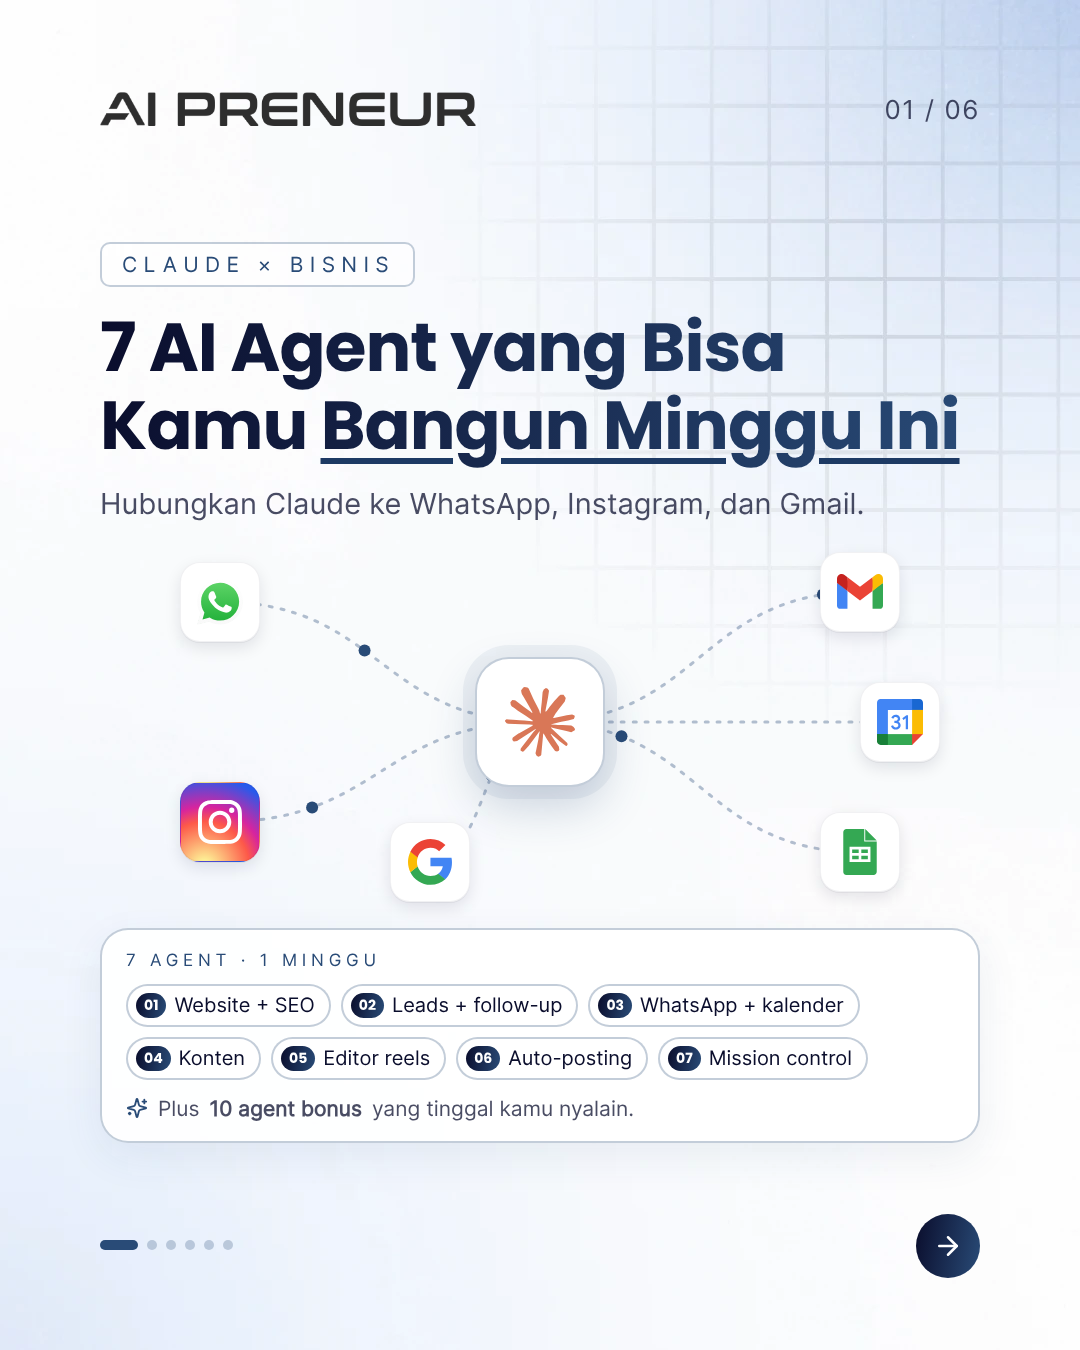 AI PRENEUR
01 / 06
CLAUDE × BISNIS
7 AI Agent yang Bisa
Kamu Bangun Minggu Ini
Hubungkan Claude ke WhatsApp, Instagram, dan Gmail.
31
7 AGENT · 1 MINGGU
01 Website + SEO
02 Leads + follow-up
03 WhatsApp + kalender
04 Konten
05 Editor reels
06 Auto-posting
07 Mission control
Plus 10 agent bonus yang tinggal kamu nyalain.